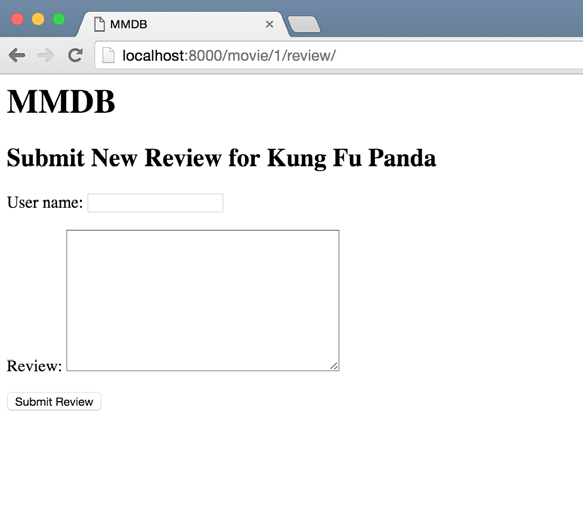 MMDB
localhost:8000/movie/1/review/
MMDB
Submit New Review for Kung Fu Panda
User name:
Review:
Submit Review